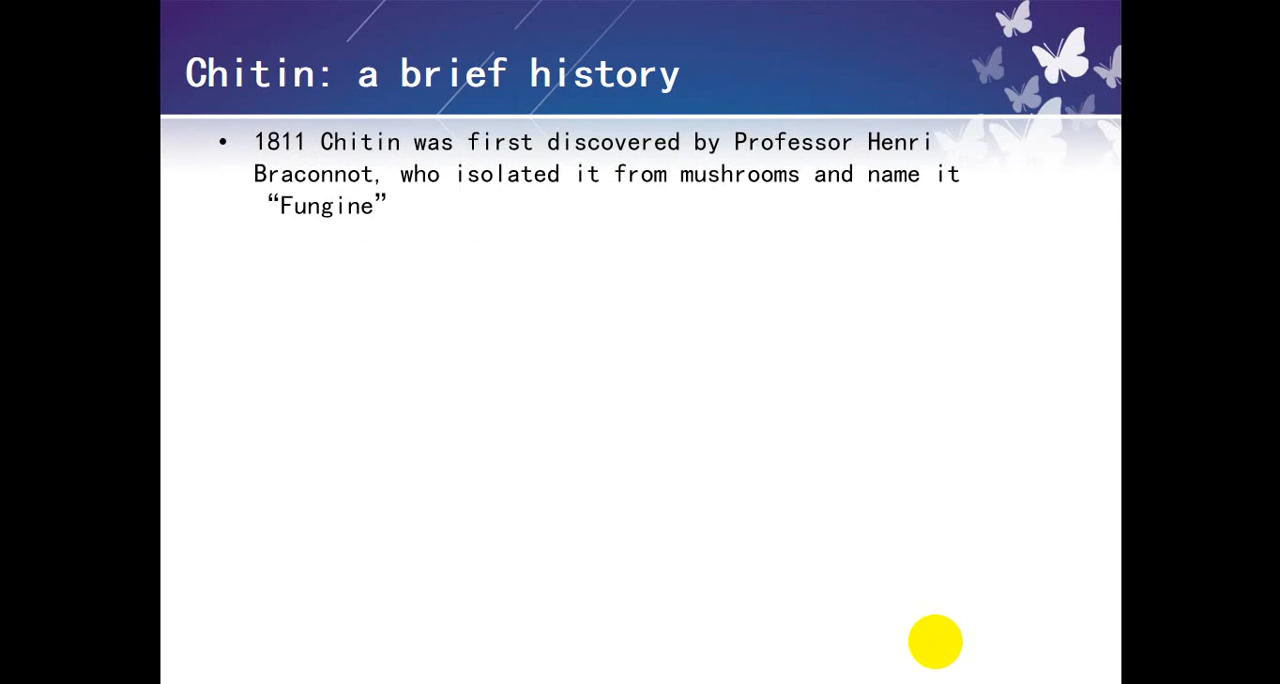 Chitin: a brief history
• 1811 Chitin was first discovered by Professor Henri
Braconnot, who isolated it from mushrooms and name it
“Fungine”